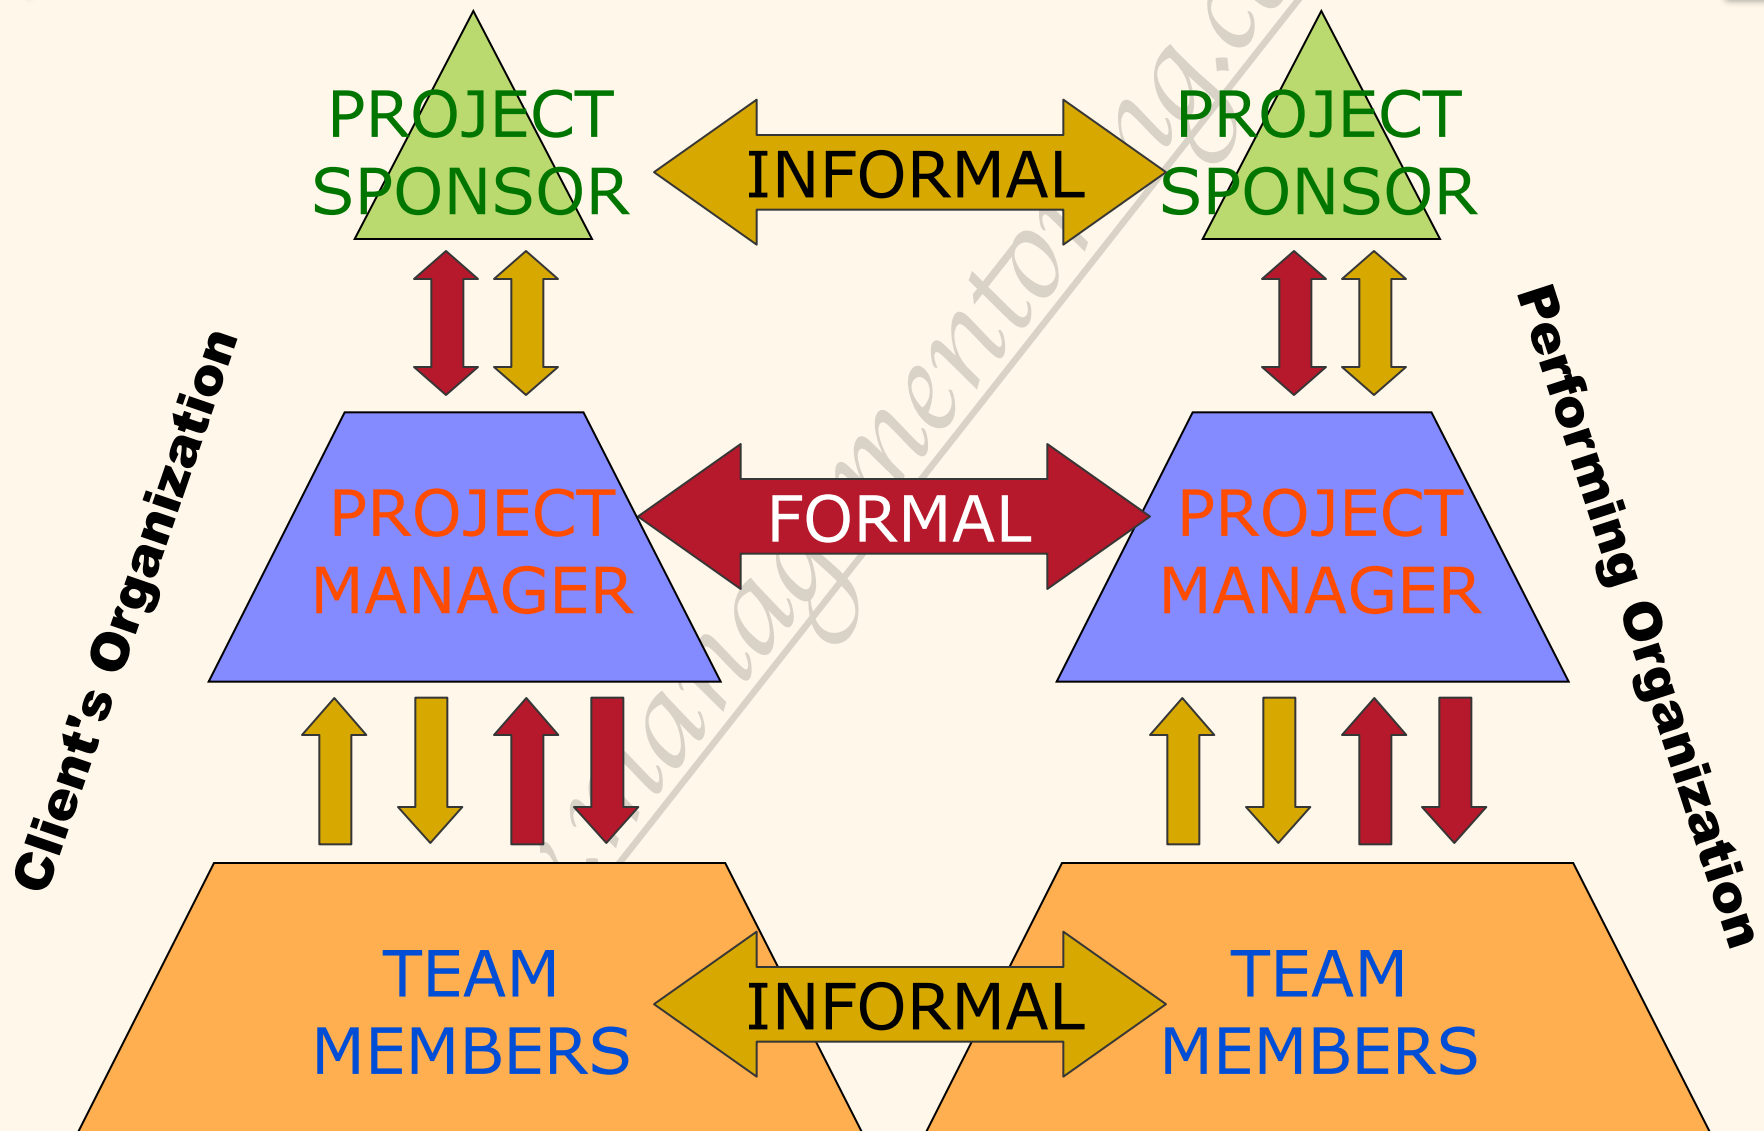 PROJECT
SPONSOR
INFORMAL
PROJECT
SPONSOR
Client's Organization
PROJECT
MANAGER
FORMAL
PROJECT
MANAGER
Performing Organization
TEAM
MEMBERS
INFORMAL
TEAM
MEMBERS